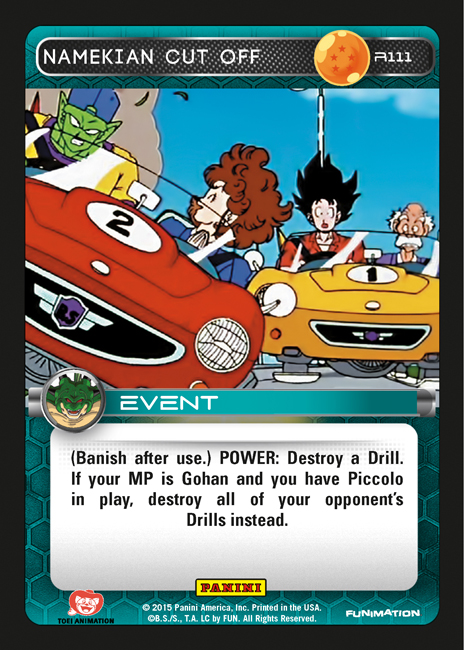 NAMEKIAN CUT OFF
R111
2
1
B.S
EVENT
(Banish after use.) POWER: Destroy a Drill.
If your MP is Gohan and you have Piccolo
in play, destroy all of your opponent's
Drills instead.
PANINI
TOEI ANIMATION
© 2015 Panini America, Inc. Printed in the USA.
©B.S./S., T.A. LC by FUN. All Rights Reserved.
FUNIMATION